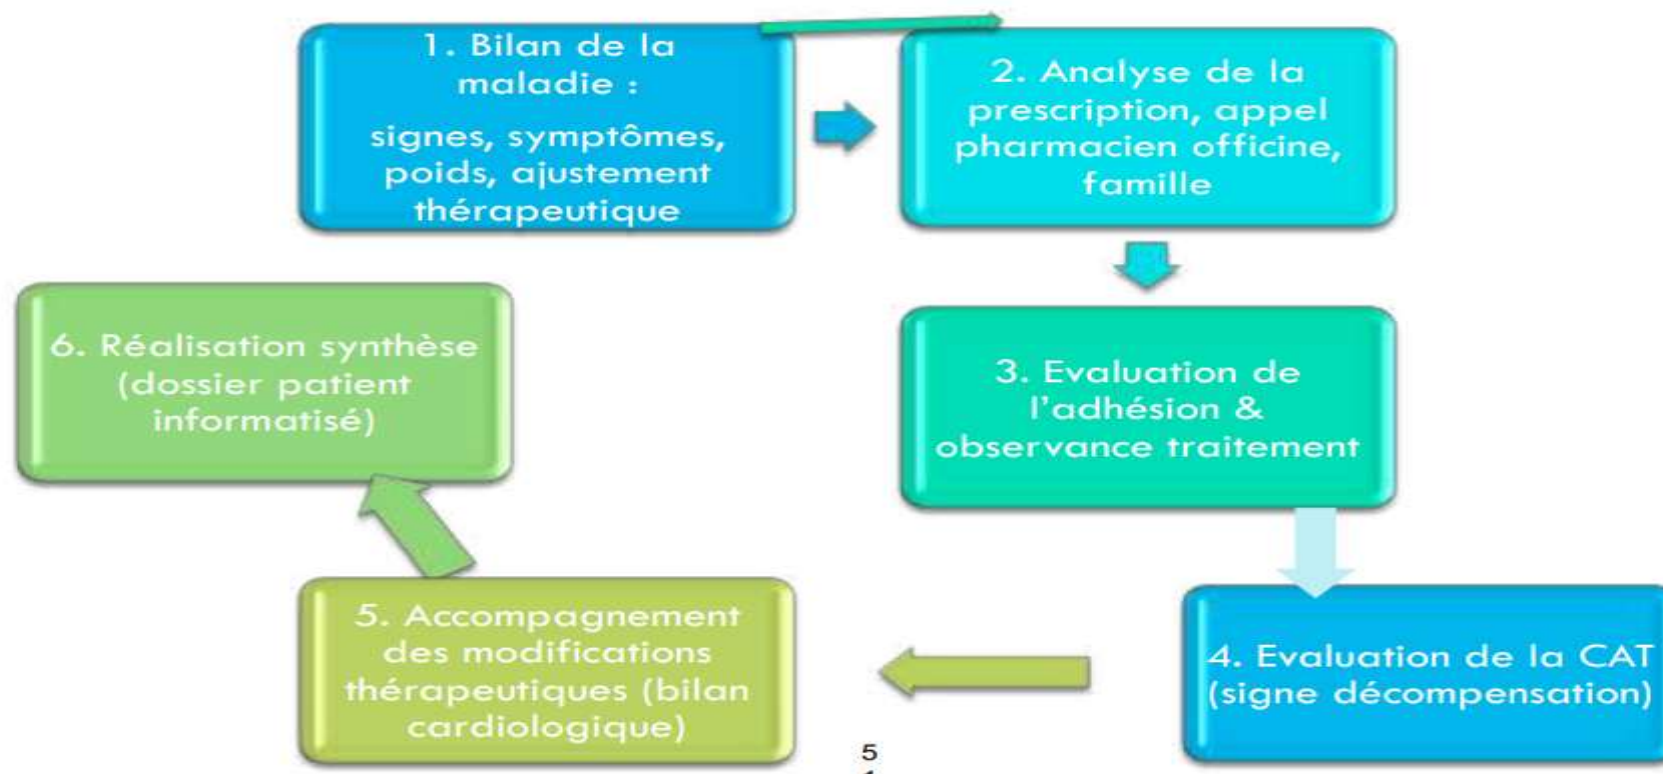 1. Bilan de la
maladie :
signes, symptômes,
poids, ajustement
thérapeutique
2. Analyse de la
prescription, appel
pharmacien officine,
famille
3. Evaluation de
l'adhésion &
observance traitement
4. Evaluation de la CAT
(signe décompensation)
5. Accompagnement
des modifications
thérapeutiques (bilan
cardiologique)
6. Réalisation synthèse
(dossier patient
informatisé)
5